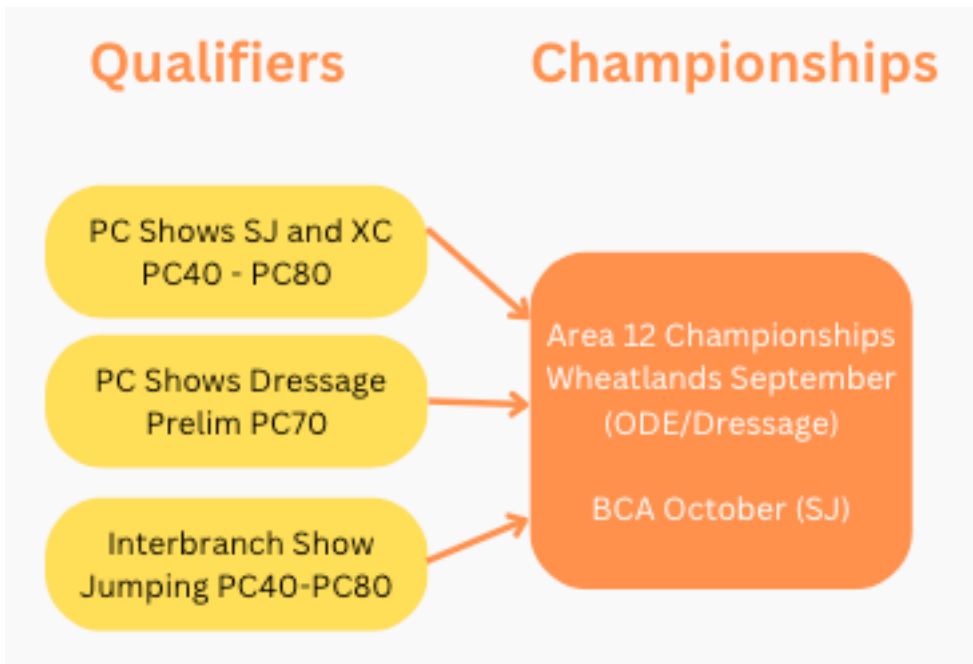 Qualifiers
Championships
PC Shows SJ and XC
PC40 - PC80
PC Shows Dressage
Prelim PC70
Interbranch Show
Jumping PC40-PC80
Area 12 Championships
Wheatlands September
(ODE/Dressage)
BCA October (SJ)